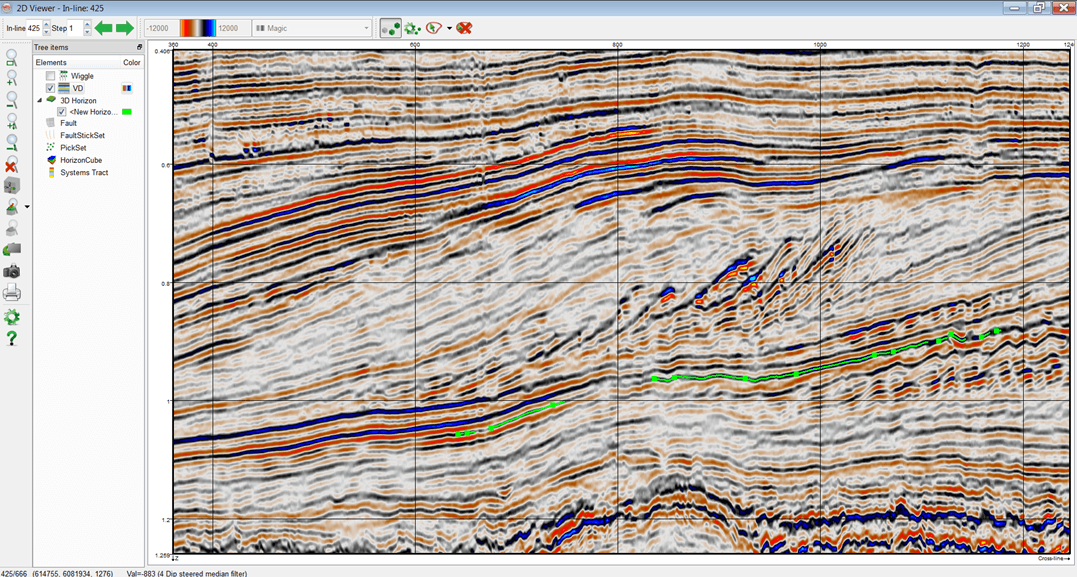 2D Viewer - In-line: 425
In-line 425 Step 1 -12000 12000 Magic
Tree items
Elements Color
Wiggle
VD
3D Horizon
<New Horizo...
Fault
FaultStickSet
PickSet
HorizonCube
Systems Tract
360 400 600 800 1000 1200 124
0.400
0.6
0.8
1
1.2
1.259
Z
Cross-line
425/666 (614755, 6081934, 1276) Val=-883 (4 Dip steered median filter)